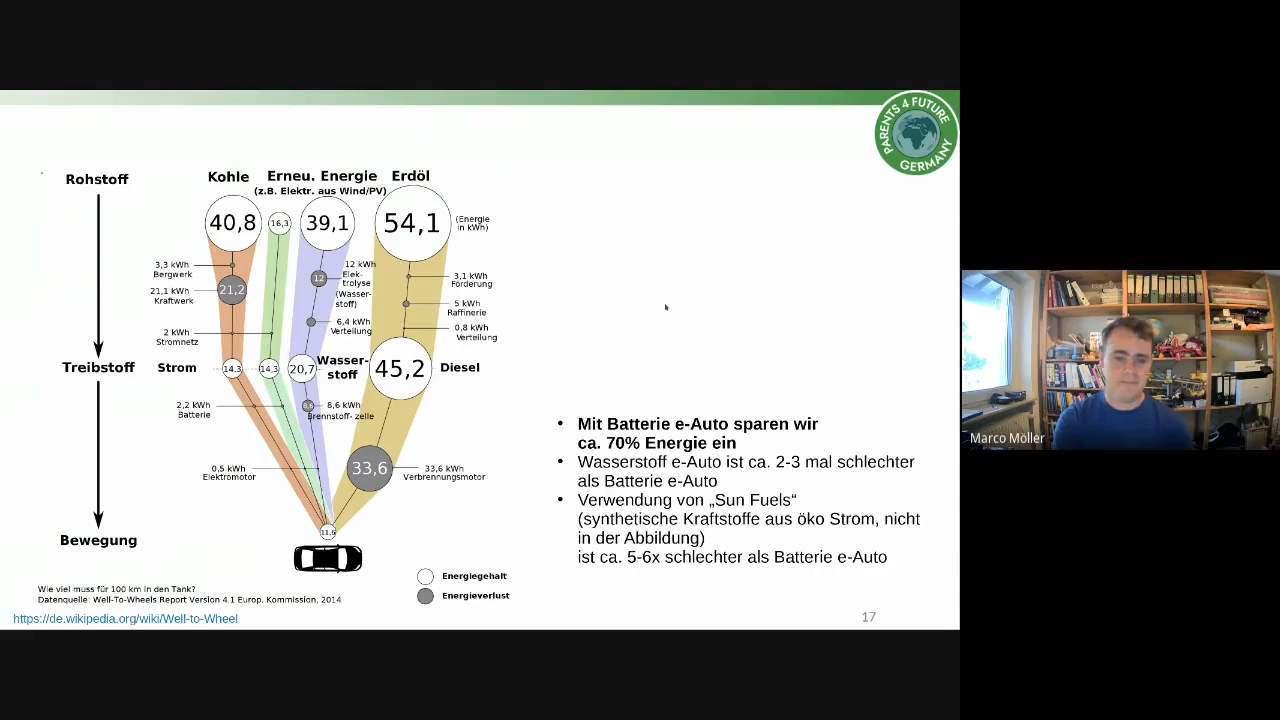 PARENTS 4 FUTURE
GERMANY
Rohstoff
Kohle
Erneu. Energie
(z.B. Elektr. aus Wind/PV)
Erdöl
40,8
16,3
39,1
54,1
(Energie
in kWh)
3,3 kWh
Bergwerk
21,1 kWh
Kraftwerk
21,2
12
12 kWh
Elek-
trolyse
(Wasser-
stoff)
3,1 kWh
Förderung
5 kWh
Raffinerie
6,4 kWh
Verteilung
0,8 kWh
Verteilung
2 kWh
Stromnetz
Treibstoff
Strom
14,3
14,3
20,7
Wasser-
stoff
45,2
Diesel
2,2 kWh
Batterie
8,6 kWh
Brennstoff- zelle
0,5 kWh
Elektromotor
33,6
33,6 kWh
Verbrennungsmotor
Bewegung
11,6
Energiegehalt
Energieverlust
Wie viel muss für 100 km in den Tank?
Datenquelle: Well-To-Wheels Report Version 4.1 Europ. Kommission, 2014
https://de.wikipedia.org/wiki/Well-to-Wheel
• Mit Batterie e-Auto sparen wir
ca. 70% Energie ein
• Wasserstoff e-Auto ist ca. 2-3 mal schlechter
als Batterie e-Auto
• Verwendung von „Sun Fuels“
(synthetische Kraftstoffe aus öko Strom, nicht
in der Abbildung)
ist ca. 5-6x schlechter als Batterie e-Auto
17
Marco Möller